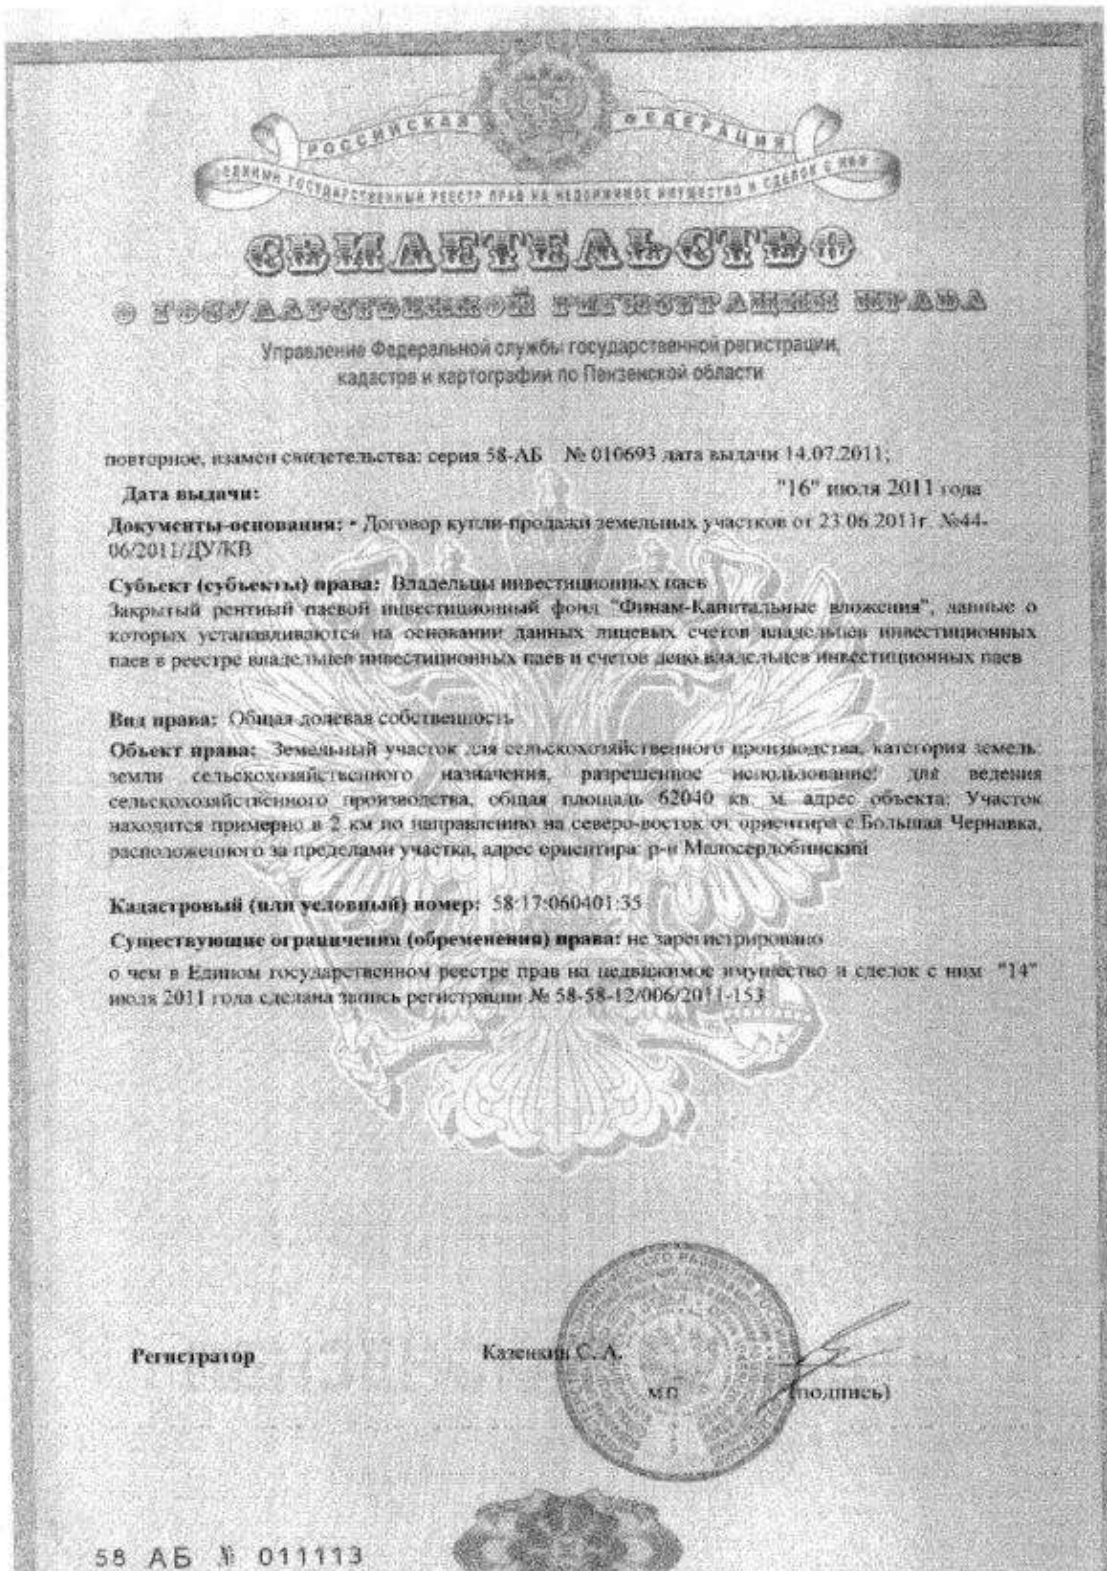 РОССИЙСКАЯ ФЕДЕРАЦИЯ
ЕДИНЫЙ ГОСУДАРСТВЕННЫЙ РЕЕСТР ПРАВ НА НЕДВИЖИМОЕ ИМУЩЕСТВО И СДЕЛОК С НИМ
СВИДЕТЕЛЬСТВО
О ГОСУДАРСТВЕННОЙ РЕГИСТРАЦИИ ПРАВА
Управление Федеральной службы государственной регистрации,
кадастра и картографии по Пензенской области
повторное, взамен свидетельства: серия 58-АБ № 010693 дата выдачи 14.07.2011;
Дата выдачи: "16" июля 2011 года
Документы-основания: • Договор купли-продажи земельных участков от 23.06.2011г. №44-
06/2011/ДУ/КВ
Субъект (субъекты) права: Владельцы инвестиционных паев
Закрытый рентный паевой инвестиционный фонд "Финам-Капитальные вложения", данные о
которых устанавливаются на основании данных лицевых счетов владельцев инвестиционных
паев в реестре владельцев инвестиционных паев и счетов депо владельцев инвестиционных паев
Вид права: Общая долевая собственность
Объект права: Земельный участок для сельскохозяйственного производства, категория земель:
земли сельскохозяйственного назначения, разрешенное использование: для ведения
сельскохозяйственного производства, общая площадь 62040 кв. м, адрес объекта: Участок
находится примерно в 2 км по направлению на северо-восток от ориентира с.Большая Чернавка,
расположенного за пределами участка, адрес ориентира: р-н Малосердобинский
Кадастровый (или условный) номер: 58:17:060401:35
Существующие ограничения (обременения) права: не зарегистрировано
о чем в Едином государственном реестре прав на недвижимое имущество и сделок с ним "14"
июля 2011 года сделана запись регистрации № 58-58-12/006/2011-153
Регистратор Казенкин С. А.
М.П. (подпись)
58 АБ № 011113